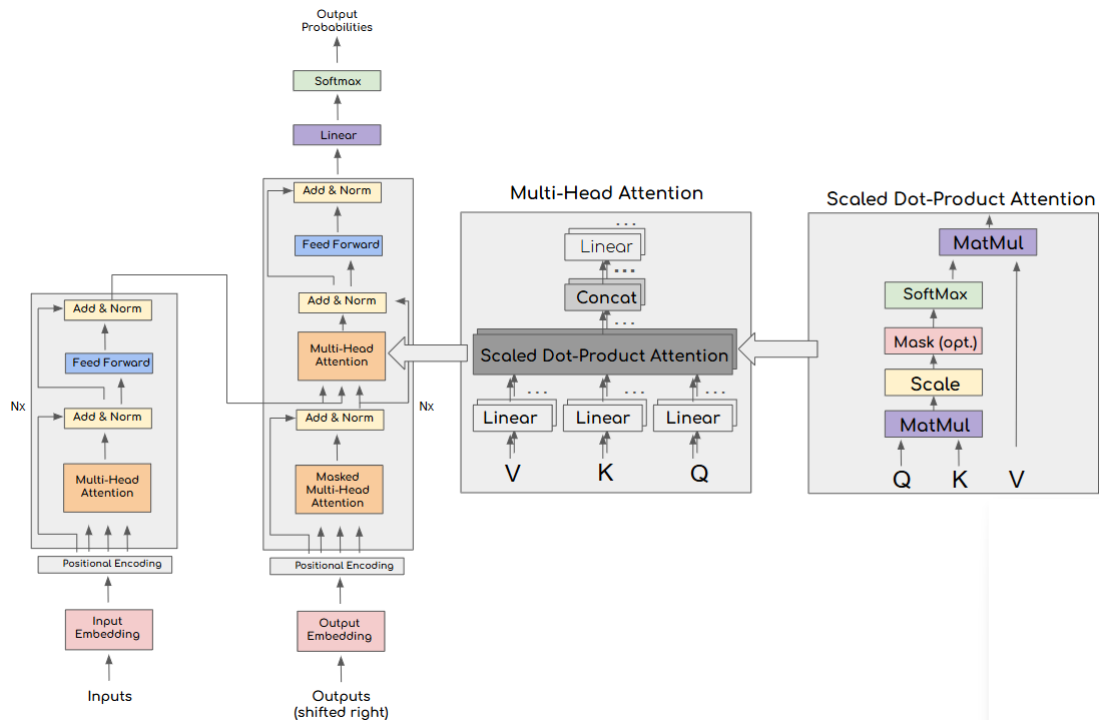 Output
Probabilities
Softmax
Linear
Add & Norm
Feed Forward
Add & Norm
Multi-Head
Attention
Nx
Add & Norm
Masked
Multi-Head
Attention
Positional Encoding
Output
Embedding
Outputs
(shifted right)
Add & Norm
Feed Forward
Nx
Add & Norm
Multi-Head
Attention
Positional Encoding
Input
Embedding
Inputs
Multi-Head Attention
...
Linear
...
Concat
...
Scaled Dot-Product Attention
... ... ...
Linear Linear Linear
V K Q
Scaled Dot-Product Attention
MatMul
SoftMax
Mask (opt.)
Scale
MatMul
Q K V